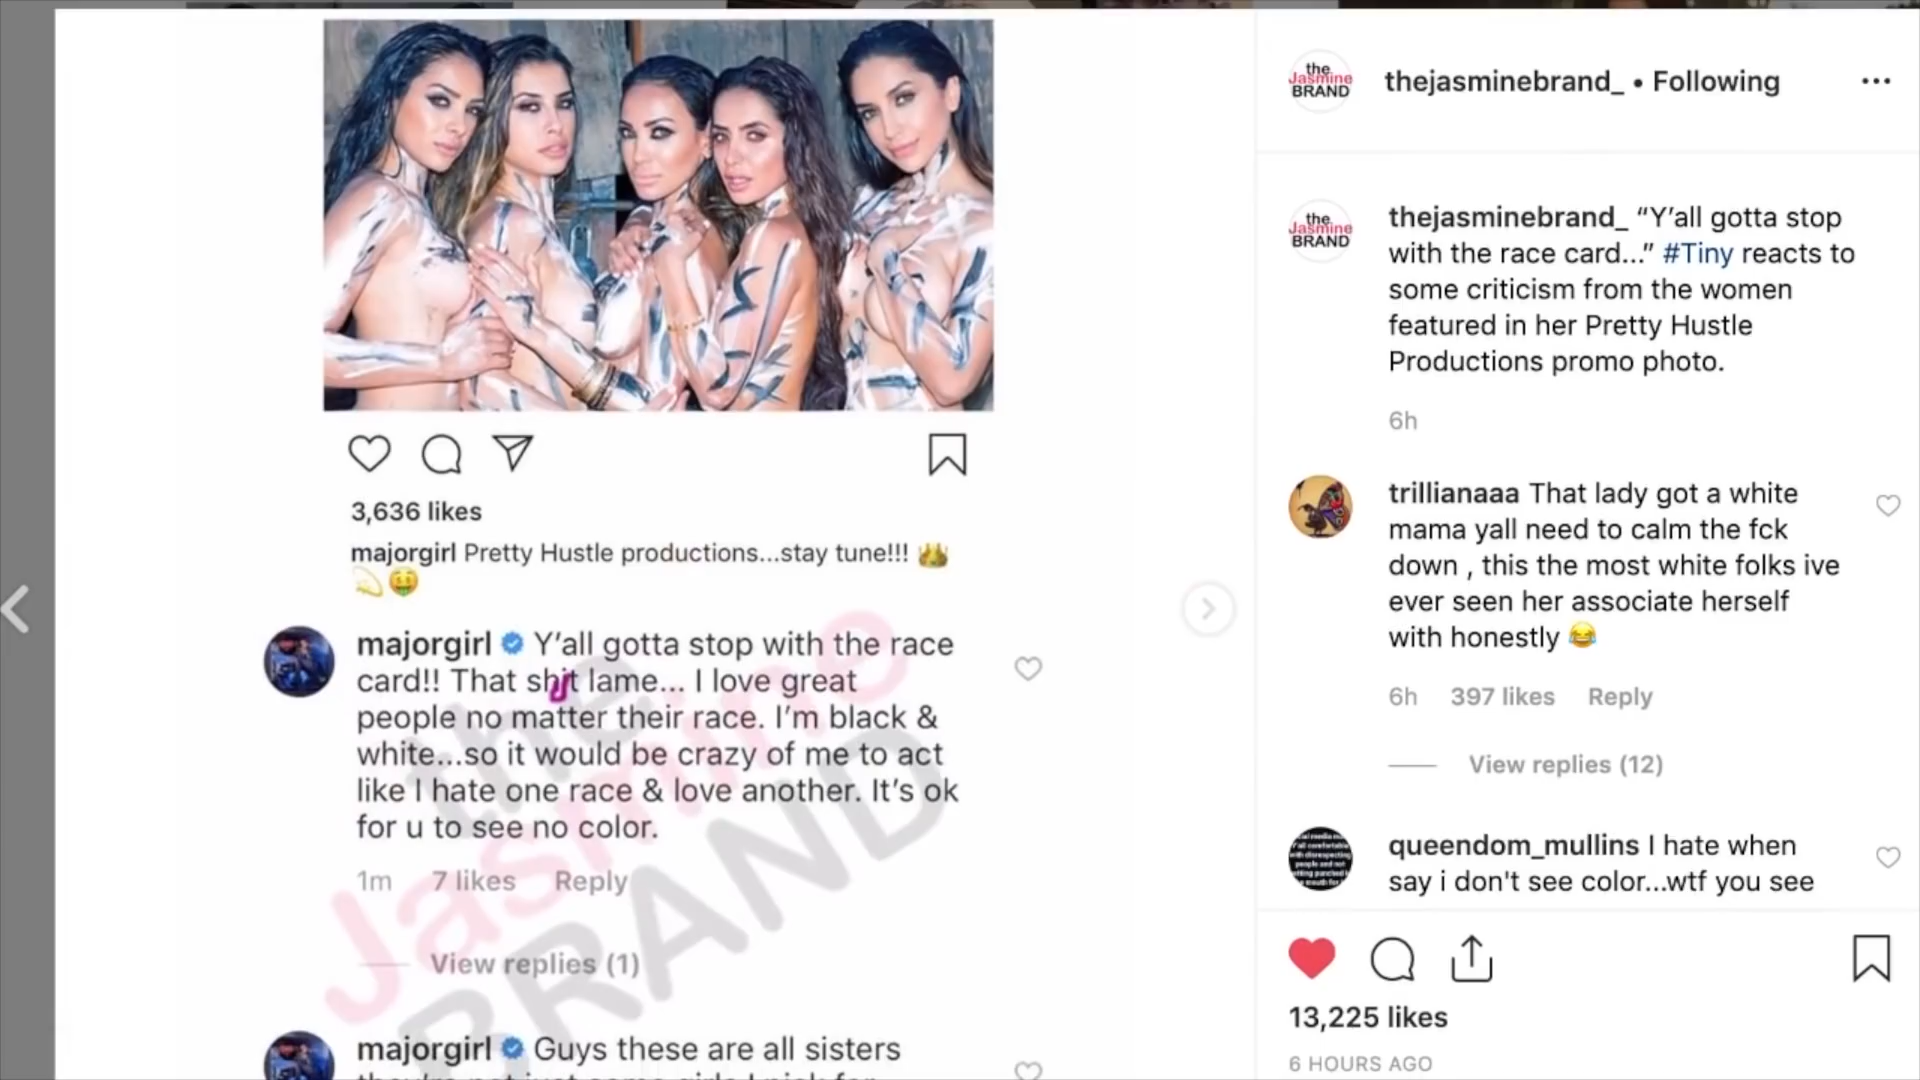 3,636 likes
majorgirl Pretty Hustle productions...stay tune!!! 👑
💫🤑
majorgirl Y'all gotta stop with the race
card!! That shit lame... I love great
people no matter their race. I'm black &
white...so it would be crazy of me to act
like I hate one race & love another. It's ok
for u to see no color.
1m 7 likes Reply
View replies (1)
majorgirl Guys these are all sisters
the
Jasmine
BRAND
the
Jasmine
BRAND
thejasminebrand_ • Following
the
Jasmine
BRAND
thejasminebrand_ “Y’all gotta stop
with the race card...” #Tiny reacts to
some criticism from the women
featured in her Pretty Hustle
Productions promo photo.
6h
trillianaaa That lady got a white
mama yall need to calm the fck
down , this the most white folks ive
ever seen her associate herself
with honestly 😂
6h 397 likes Reply
View replies (12)
queendom_mullins I hate when
say i don't see color...wtf you see
13,225 likes
6 HOURS AGO